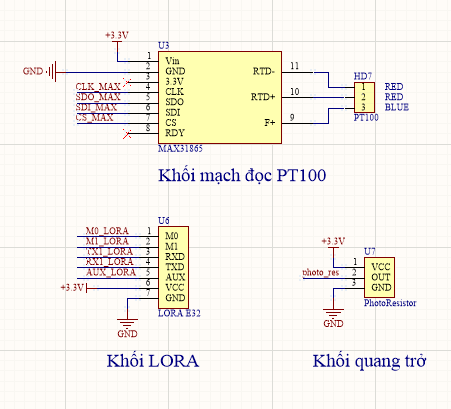 U3
+3.3V
1 Vin
GND 2 GND
3 3.3V
CLK_MAX 4 CLK
SDO_MAX 5 SDO
SDI_MAX 6 SDI
CS_MAX 7 CS
8 RDY
RTD- 11
RTD+ 10
F+ 9
MAX31865
HD7
1 RED
2 RED
3 BLUE
PT100
Khối mạch đọc PT100
U6
M0_LORA 1 M0
M1_LORA 2 M1
TX1_LORA 3 RXD
RX1_LORA 4 TXD
AUX_LORA 5 AUX
+3.3V 6 VCC
7 GND
GND
LORA E32
Khối LORA
+3.3V
U7
1 VCC
photo_res 2 OUT
3 GND
GND
PhotoResistor
Khối quang trở